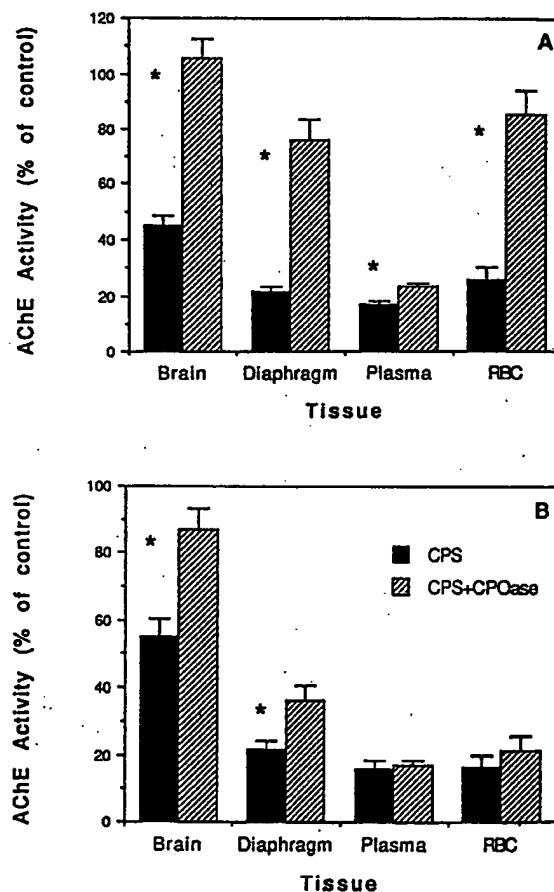 120
100
80
60
40
20
0
AChE Activity (% of control)
A
*
*
*
*
Brain Diaphragm Plasma RBC
Tissue
100
80
60
40
20
0
AChE Activity (% of control)
B
CPS
CPS+CPOase
*
*
Brain Diaphragm Plasma RBC
Tissue